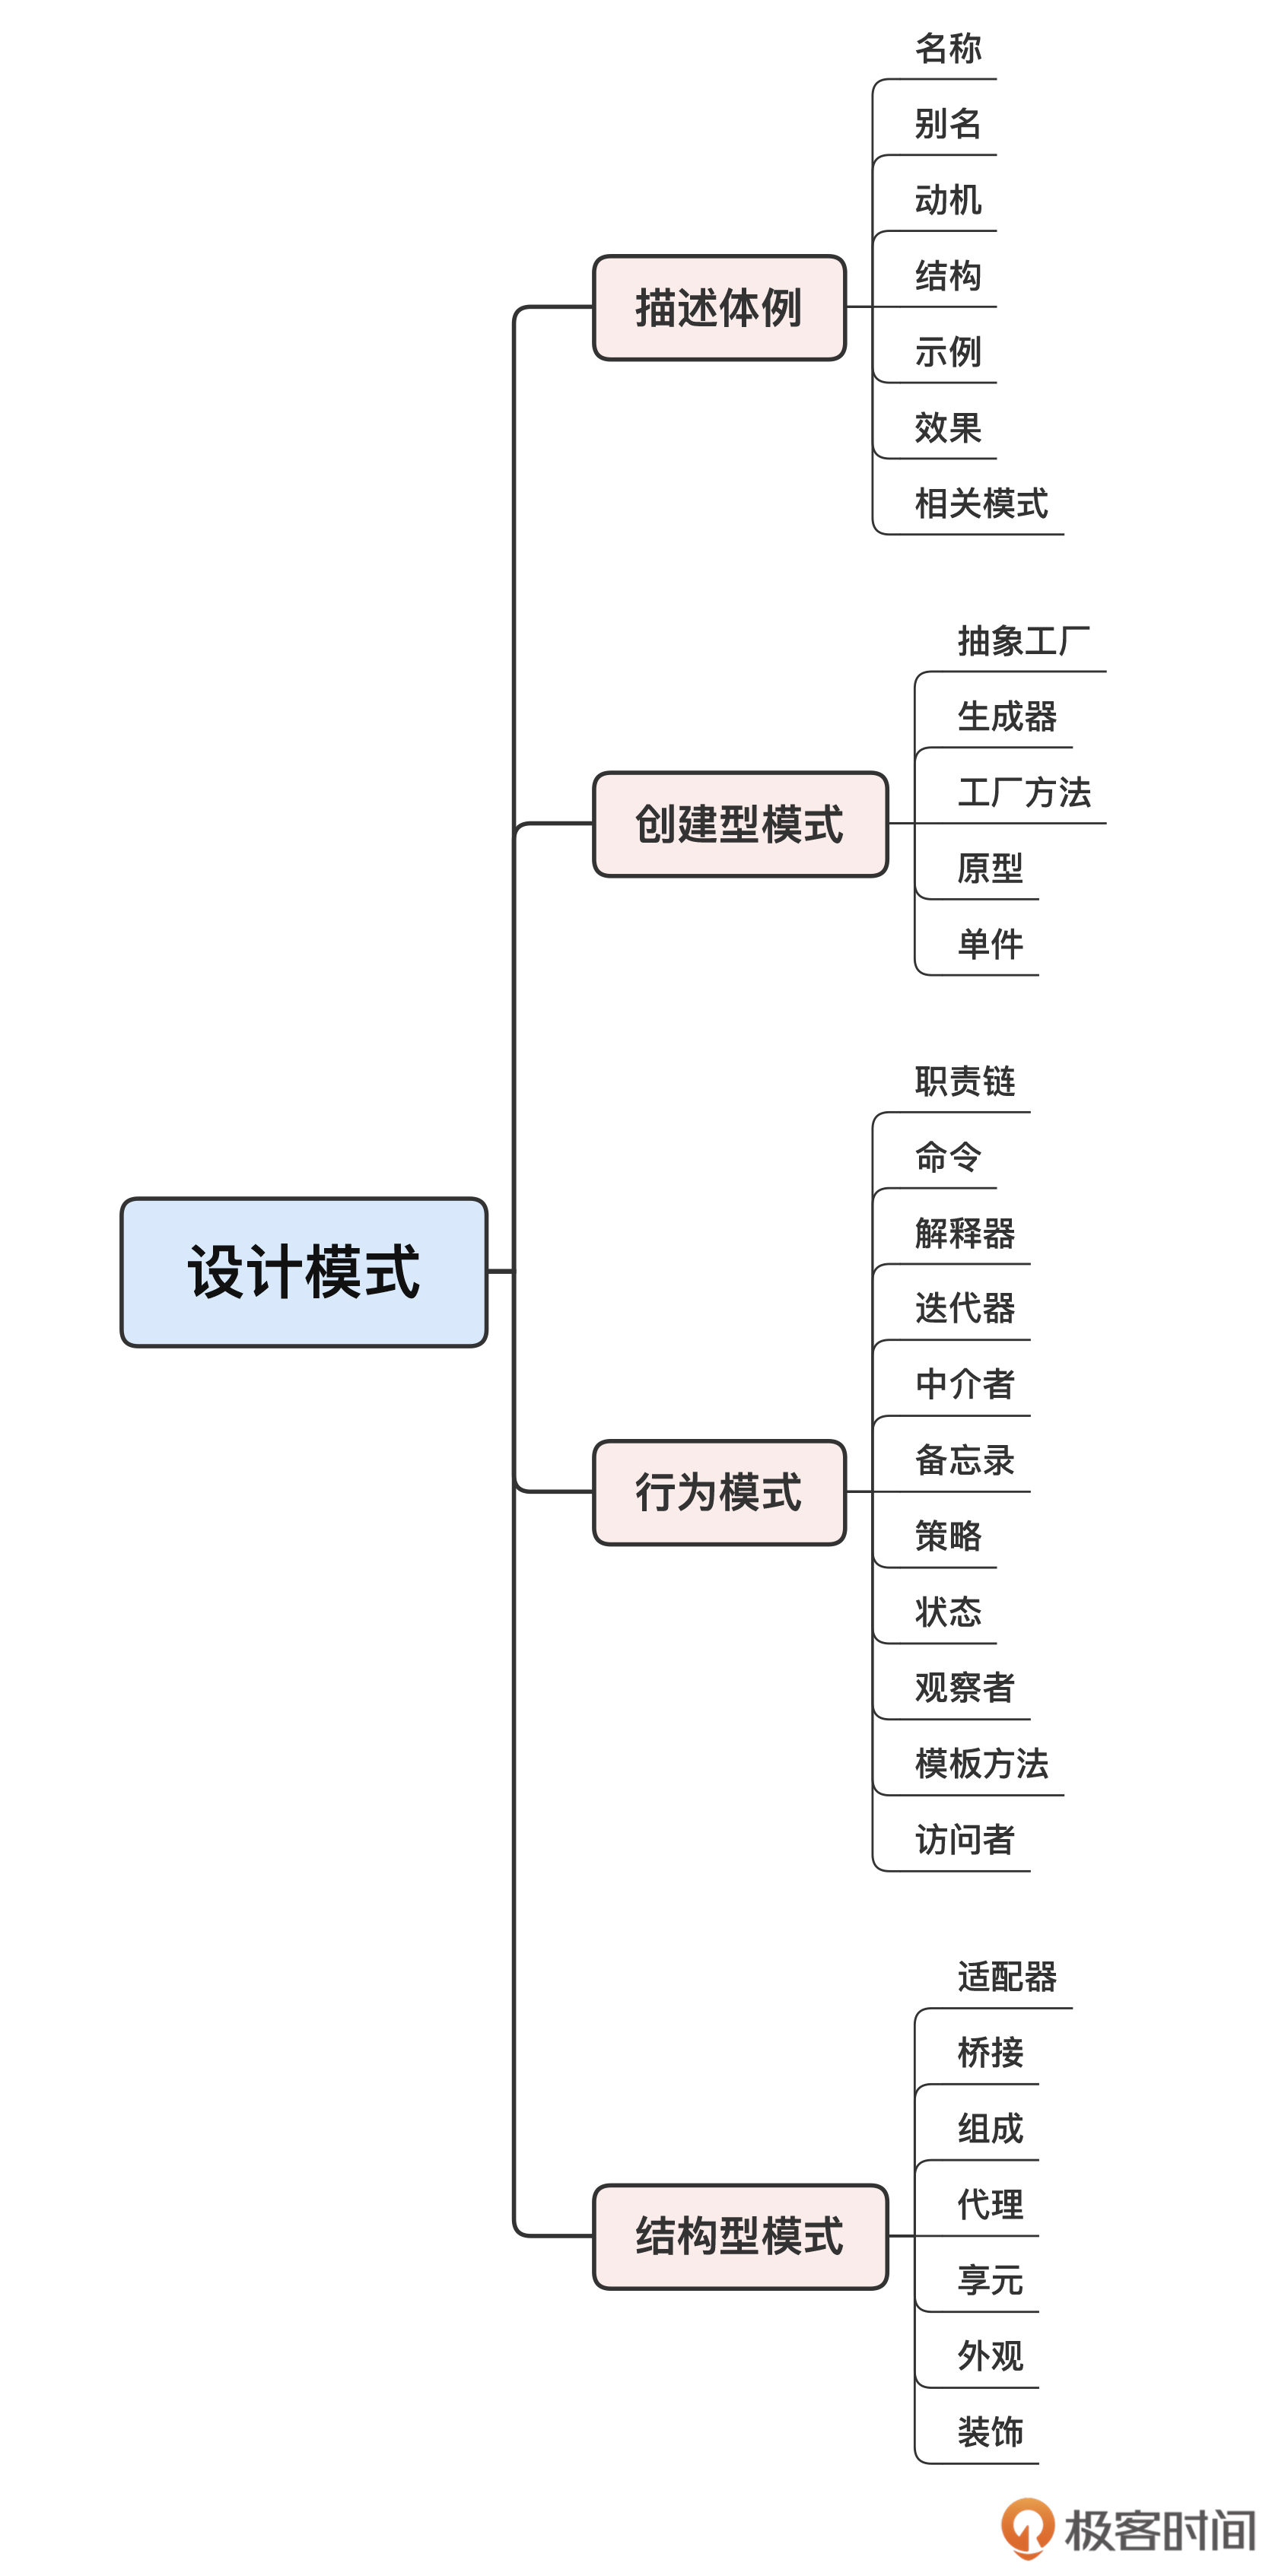 设计模式
描述体例
名称
别名
动机
结构
示例
效果
相关模式
创建型模式
抽象工厂
生成器
工厂方法
原型
单件
行为模式
职责链
命令
解释器
迭代器
中介者
备忘录
策略
状态
观察者
模板方法
访问者
结构型模式
适配器
桥接
组成
代理
享元
外观
装饰
极客时间